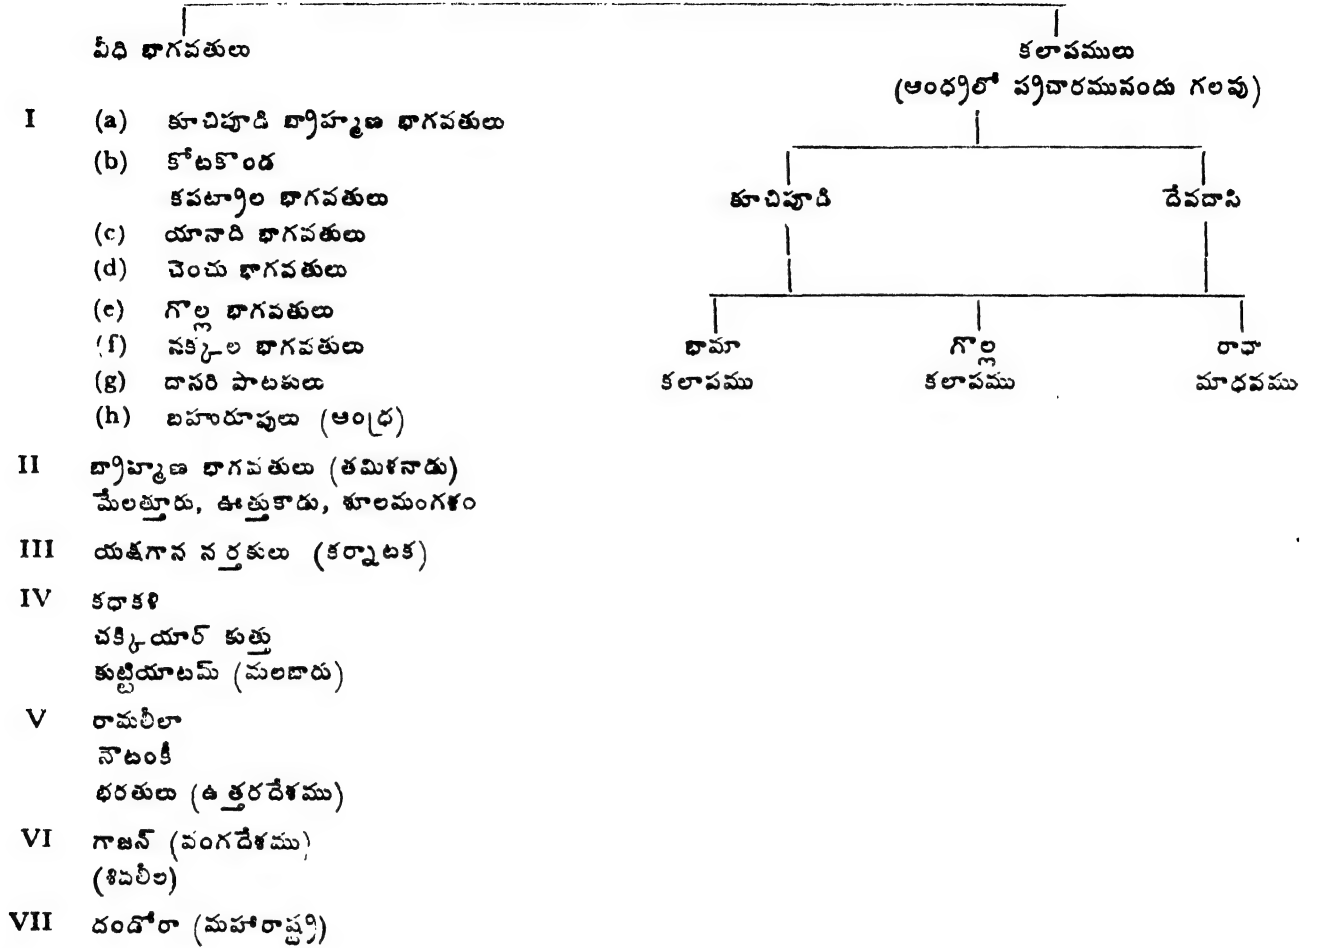 వీధి భాగవతులు
కలాపములు
(ఆంధ్రలో ప్రచారమునందు గలవు)
I (a) కూచిపూడి బ్రాహ్మణ భాగవతులు
(b) కోటకొండ
కపట్రాల భాగవతులు
(c) యానాది భాగవతులు
(d) చెంచు భాగవతులు
(e) గొల్ల భాగవతులు
(f) నక్కల భాగవతులు
(g) దాసరి పాటకులు
(h) బహురూపులు (ఆంధ్ర)
కూచిపూడి
దేవదాసి
భామా
కలాపము
గొల్ల
కలాపము
రాధా
మాధవము
II బ్రాహ్మణ భాగవతులు (తమిళనాడు)
మేలత్తూరు, ఊత్తుకాడు, శూలమంగళం
III యక్షగాన నర్తకులు (కర్నాటక)
IV కథాకళి
చక్కియార్ కుత్తు
కుట్టియాటమ్ (మలబారు)
V రామలీలా
నౌటంకీ
భరతులు (ఉత్తరదేశము)
VI గాజన్ (వంగదేశము)
(శివలీల)
VII దండోరా (మహారాష్ట్ర)